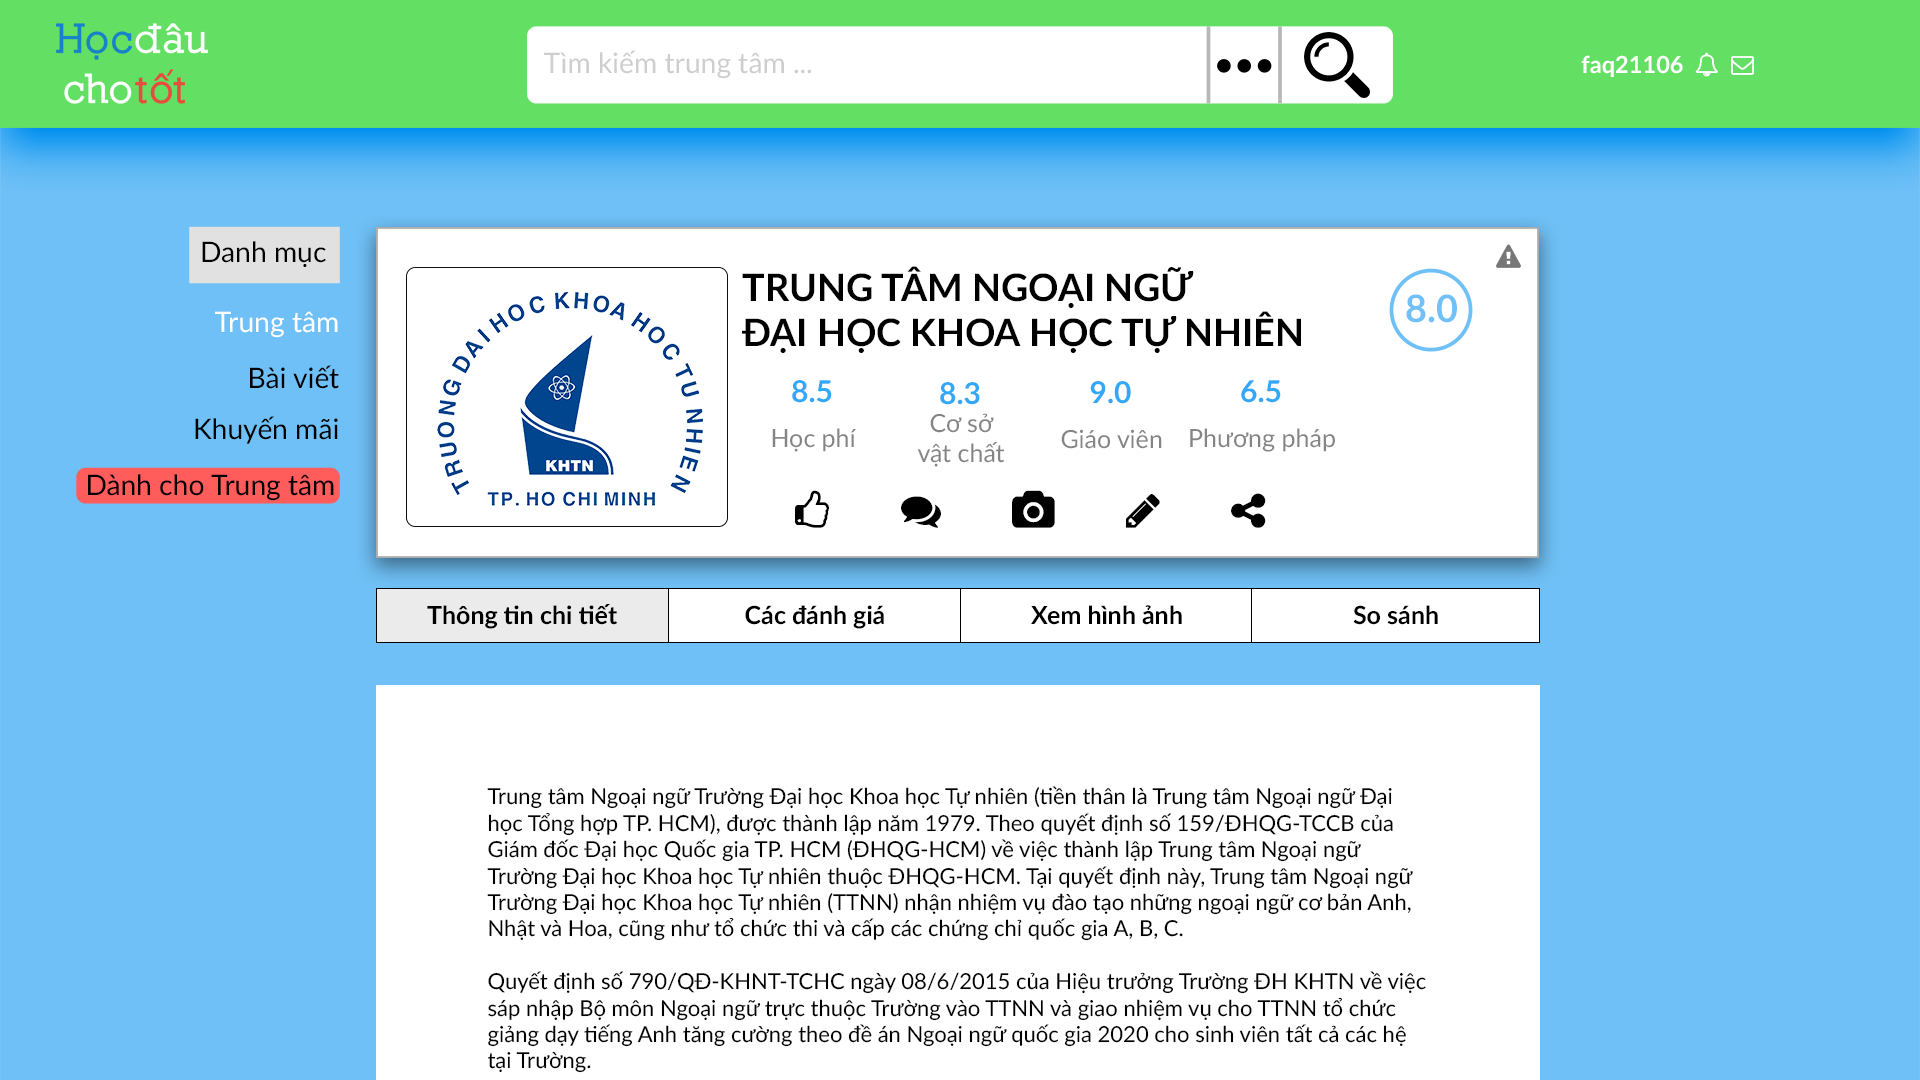 Họcđâu
chotốt
Tìm kiếm trung tâm ...
faq21106
Danh mục
Trung tâm
Bài viết
Khuyến mãi
Dành cho Trung tâm
TRUONG DAI HOC KHOA HOC TU NHIEN
KHTN
TP. HO CHI MINH
TRUNG TÂM NGOẠI NGỮ
ĐẠI HỌC KHOA HỌC TỰ NHIÊN
8.0
8.5
8.3
9.0
6.5
Học phí
Cơ sở
vật chất
Giáo viên
Phương pháp
Thông tin chi tiết
Các đánh giá
Xem hình ảnh
So sánh
Trung tâm Ngoại ngữ Trường Đại học Khoa học Tự nhiên (tiền thân là Trung tâm Ngoại ngữ Đại
học Tổng hợp TP. HCM), được thành lập năm 1979. Theo quyết định số 159/ĐHQG-TCCB của
Giám đốc Đại học Quốc gia TP. HCM (ĐHQG-HCM) về việc thành lập Trung tâm Ngoại ngữ
Trường Đại học Khoa học Tự nhiên thuộc ĐHQG-HCM. Tại quyết định này, Trung tâm Ngoại ngữ
Trường Đại học Khoa học Tự nhiên (TTNN) nhận nhiệm vụ đào tạo những ngoại ngữ cơ bản Anh,
Nhật và Hoa, cũng như tổ chức thi và cấp các chứng chỉ quốc gia A, B, C.
Quyết định số 790/QĐ-KHNT-TCHC ngày 08/6/2015 của Hiệu trưởng Trường ĐH KHTN về việc
sáp nhập Bộ môn Ngoại ngữ trực thuộc Trường vào TTNN và giao nhiệm vụ cho TTNN tổ chức
giảng dạy tiếng Anh tăng cường theo đề án Ngoại ngữ quốc gia 2020 cho sinh viên tất cả các hệ
tại Trường.